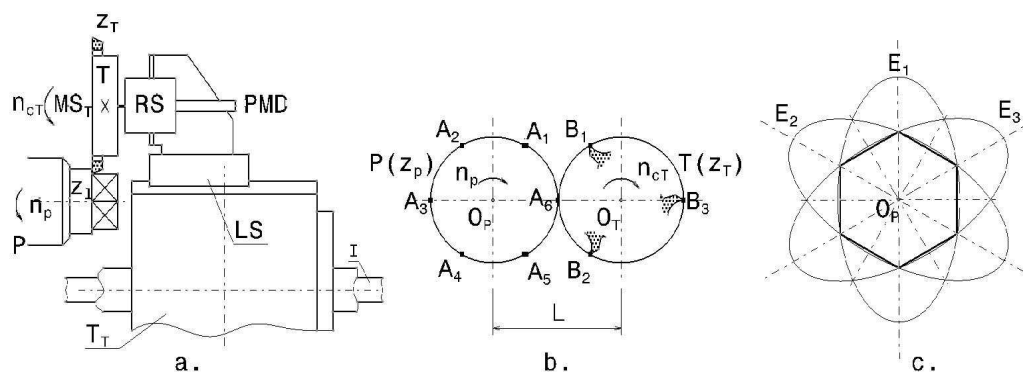 z_T
T
n_cT MS_T RS PMD
z_1
n_p
P
LS
I
T_T
a.
A_2 A_1 B_1
P(z_p) T(z_T)
n_p n_cT
A_3 A_6 B_3
O_P O_T
A_4 A_5 B_2
L
b.
E_1
E_2 E_3
O_P
c.